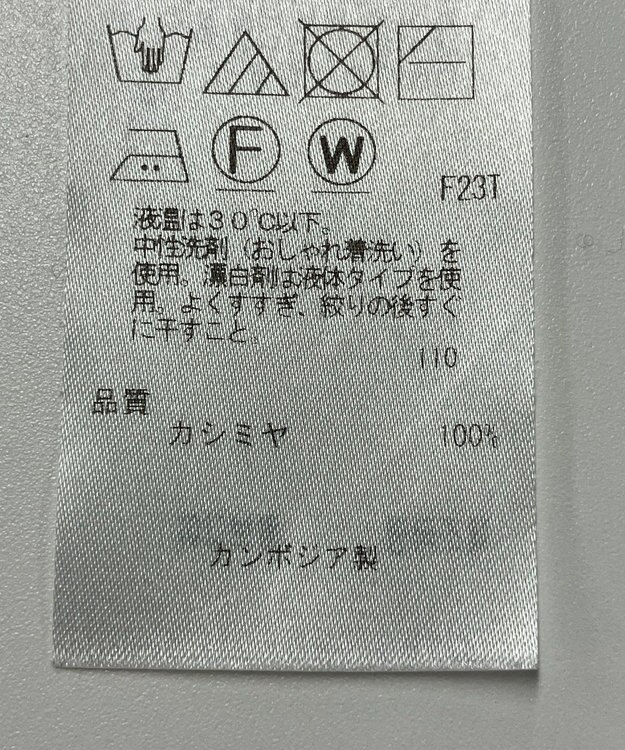 F
W
F23T
液温は30℃以下。
中性洗剤（おしゃれ着洗い）を
使用。漂白剤は液体タイプを使
用。よくすすぎ、絞りの後すぐ
に干すこと。
110
品質
カシミヤ 100%
カンボジア製